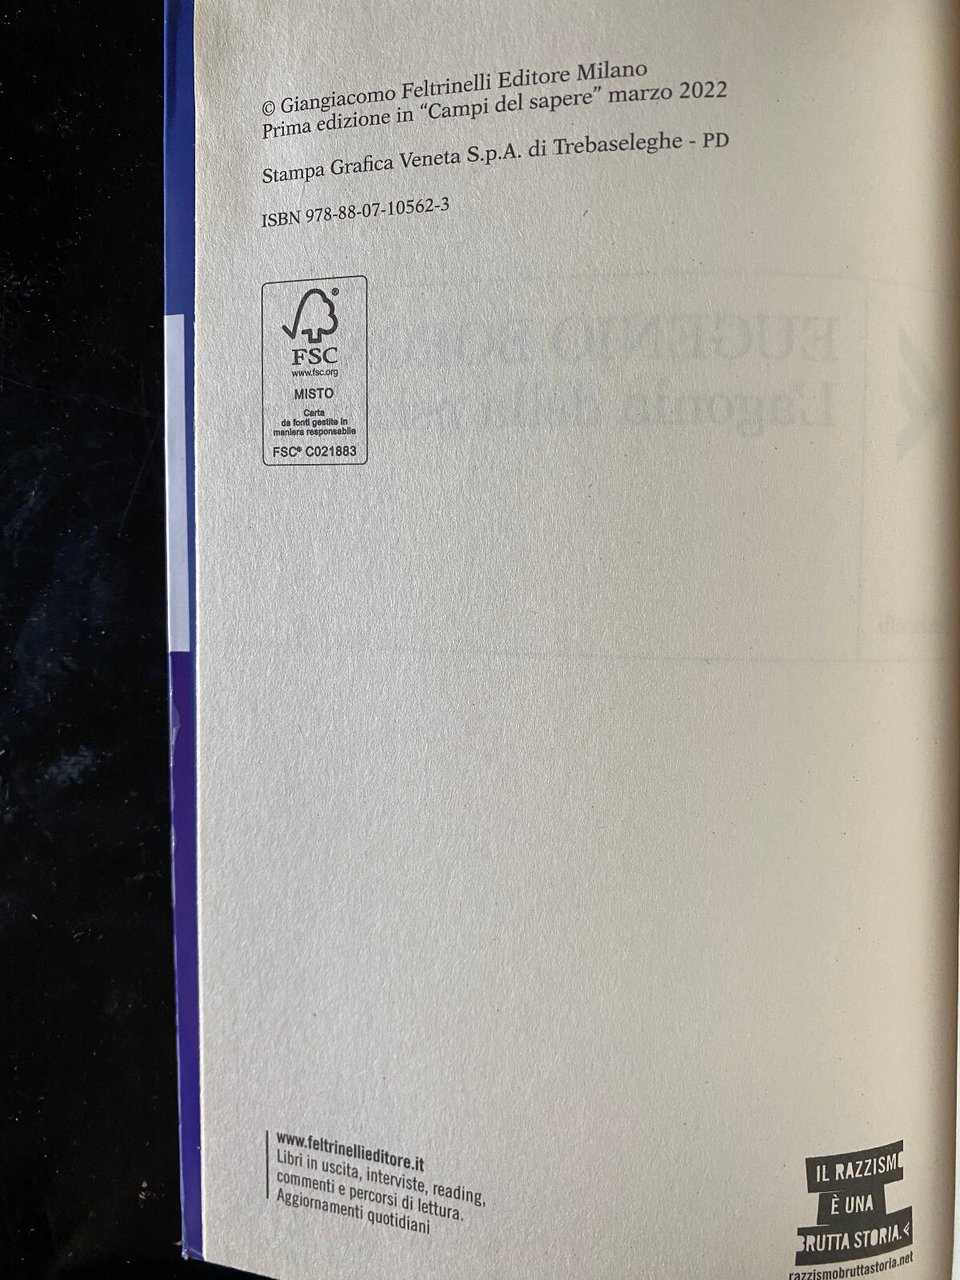 © Giangiacomo Feltrinelli Editore Milano
Prima edizione in “Campi del sapere” marzo 2022
Stampa Grafica Veneta S.p.A. di Trebaseleghe - PD
ISBN 978-88-07-10562-3
®
FSC
www.fsc.org
MISTO
Carta
da fonti gestite in
maniera responsabile
FSC® C021883
www.feltrinellieditore.it
Libri in uscita, interviste, reading,
commenti e percorsi di lettura.
Aggiornamenti quotidiani
IL RAZZISMO
È UNA
BRUTTA STORIA.
razzismobruttastoria.net